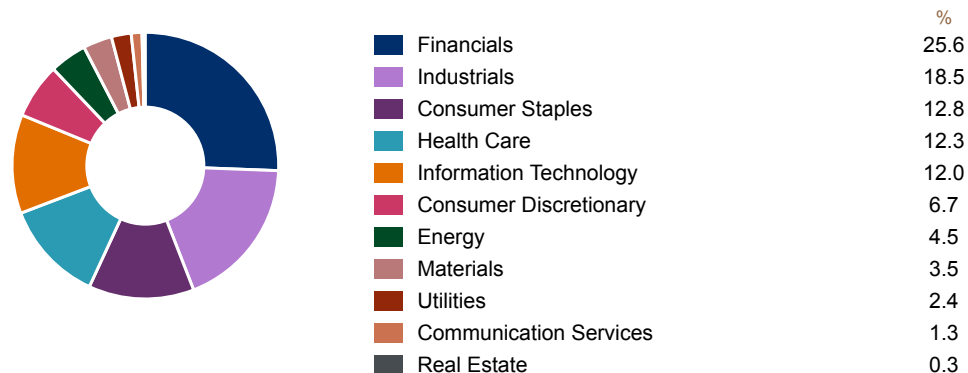 %
Financials 25.6
Industrials 18.5
Consumer Staples 12.8
Health Care 12.3
Information Technology 12.0
Consumer Discretionary 6.7
Energy 4.5
Materials 3.5
Utilities 2.4
Communication Services 1.3
Real Estate 0.3